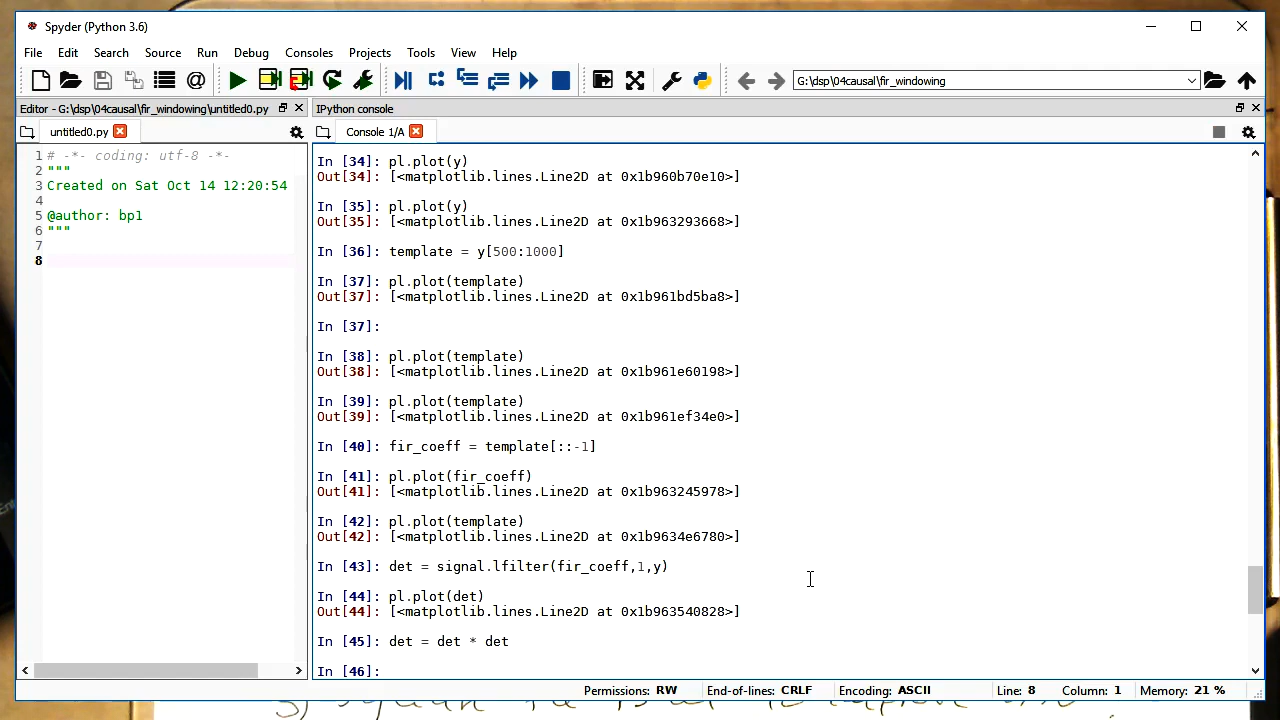 Spyder (Python 3.6)
File Edit Search Source Run Debug Consoles Projects Tools View Help
G:\dsp\04causal\fir_windowing
Editor - G:\dsp\04causal\fir_windowing\untitled0.py
IPython console
untitled0.py
Console 1/A
1 # -*- coding: utf-8 -*-
2 """
3 Created on Sat Oct 14 12:20:54
4
5 @author: bp1
6 """
7
8
In [34]: pl.plot(y)
Out[34]: [<matplotlib.lines.Line2D at 0x1b960b70e10>]
In [35]: pl.plot(y)
Out[35]: [<matplotlib.lines.Line2D at 0x1b963293668>]
In [36]: template = y[500:1000]
In [37]: pl.plot(template)
Out[37]: [<matplotlib.lines.Line2D at 0x1b961bd5ba8>]
In [37]:
In [38]: pl.plot(template)
Out[38]: [<matplotlib.lines.Line2D at 0x1b961e60198>]
In [39]: pl.plot(template)
Out[39]: [<matplotlib.lines.Line2D at 0x1b961ef34e0>]
In [40]: fir_coeff = template[::-1]
In [41]: pl.plot(fir_coeff)
Out[41]: [<matplotlib.lines.Line2D at 0x1b963245978>]
In [42]: pl.plot(template)
Out[42]: [<matplotlib.lines.Line2D at 0x1b9634e6780>]
In [43]: det = signal.lfilter(fir_coeff,1,y)
In [44]: pl.plot(det)
Out[44]: [<matplotlib.lines.Line2D at 0x1b963540828>]
In [45]: det = det * det
In [46]:
Permissions: RW End-of-lines: CRLF Encoding: ASCII Line: 8 Column: 1 Memory: 21 %